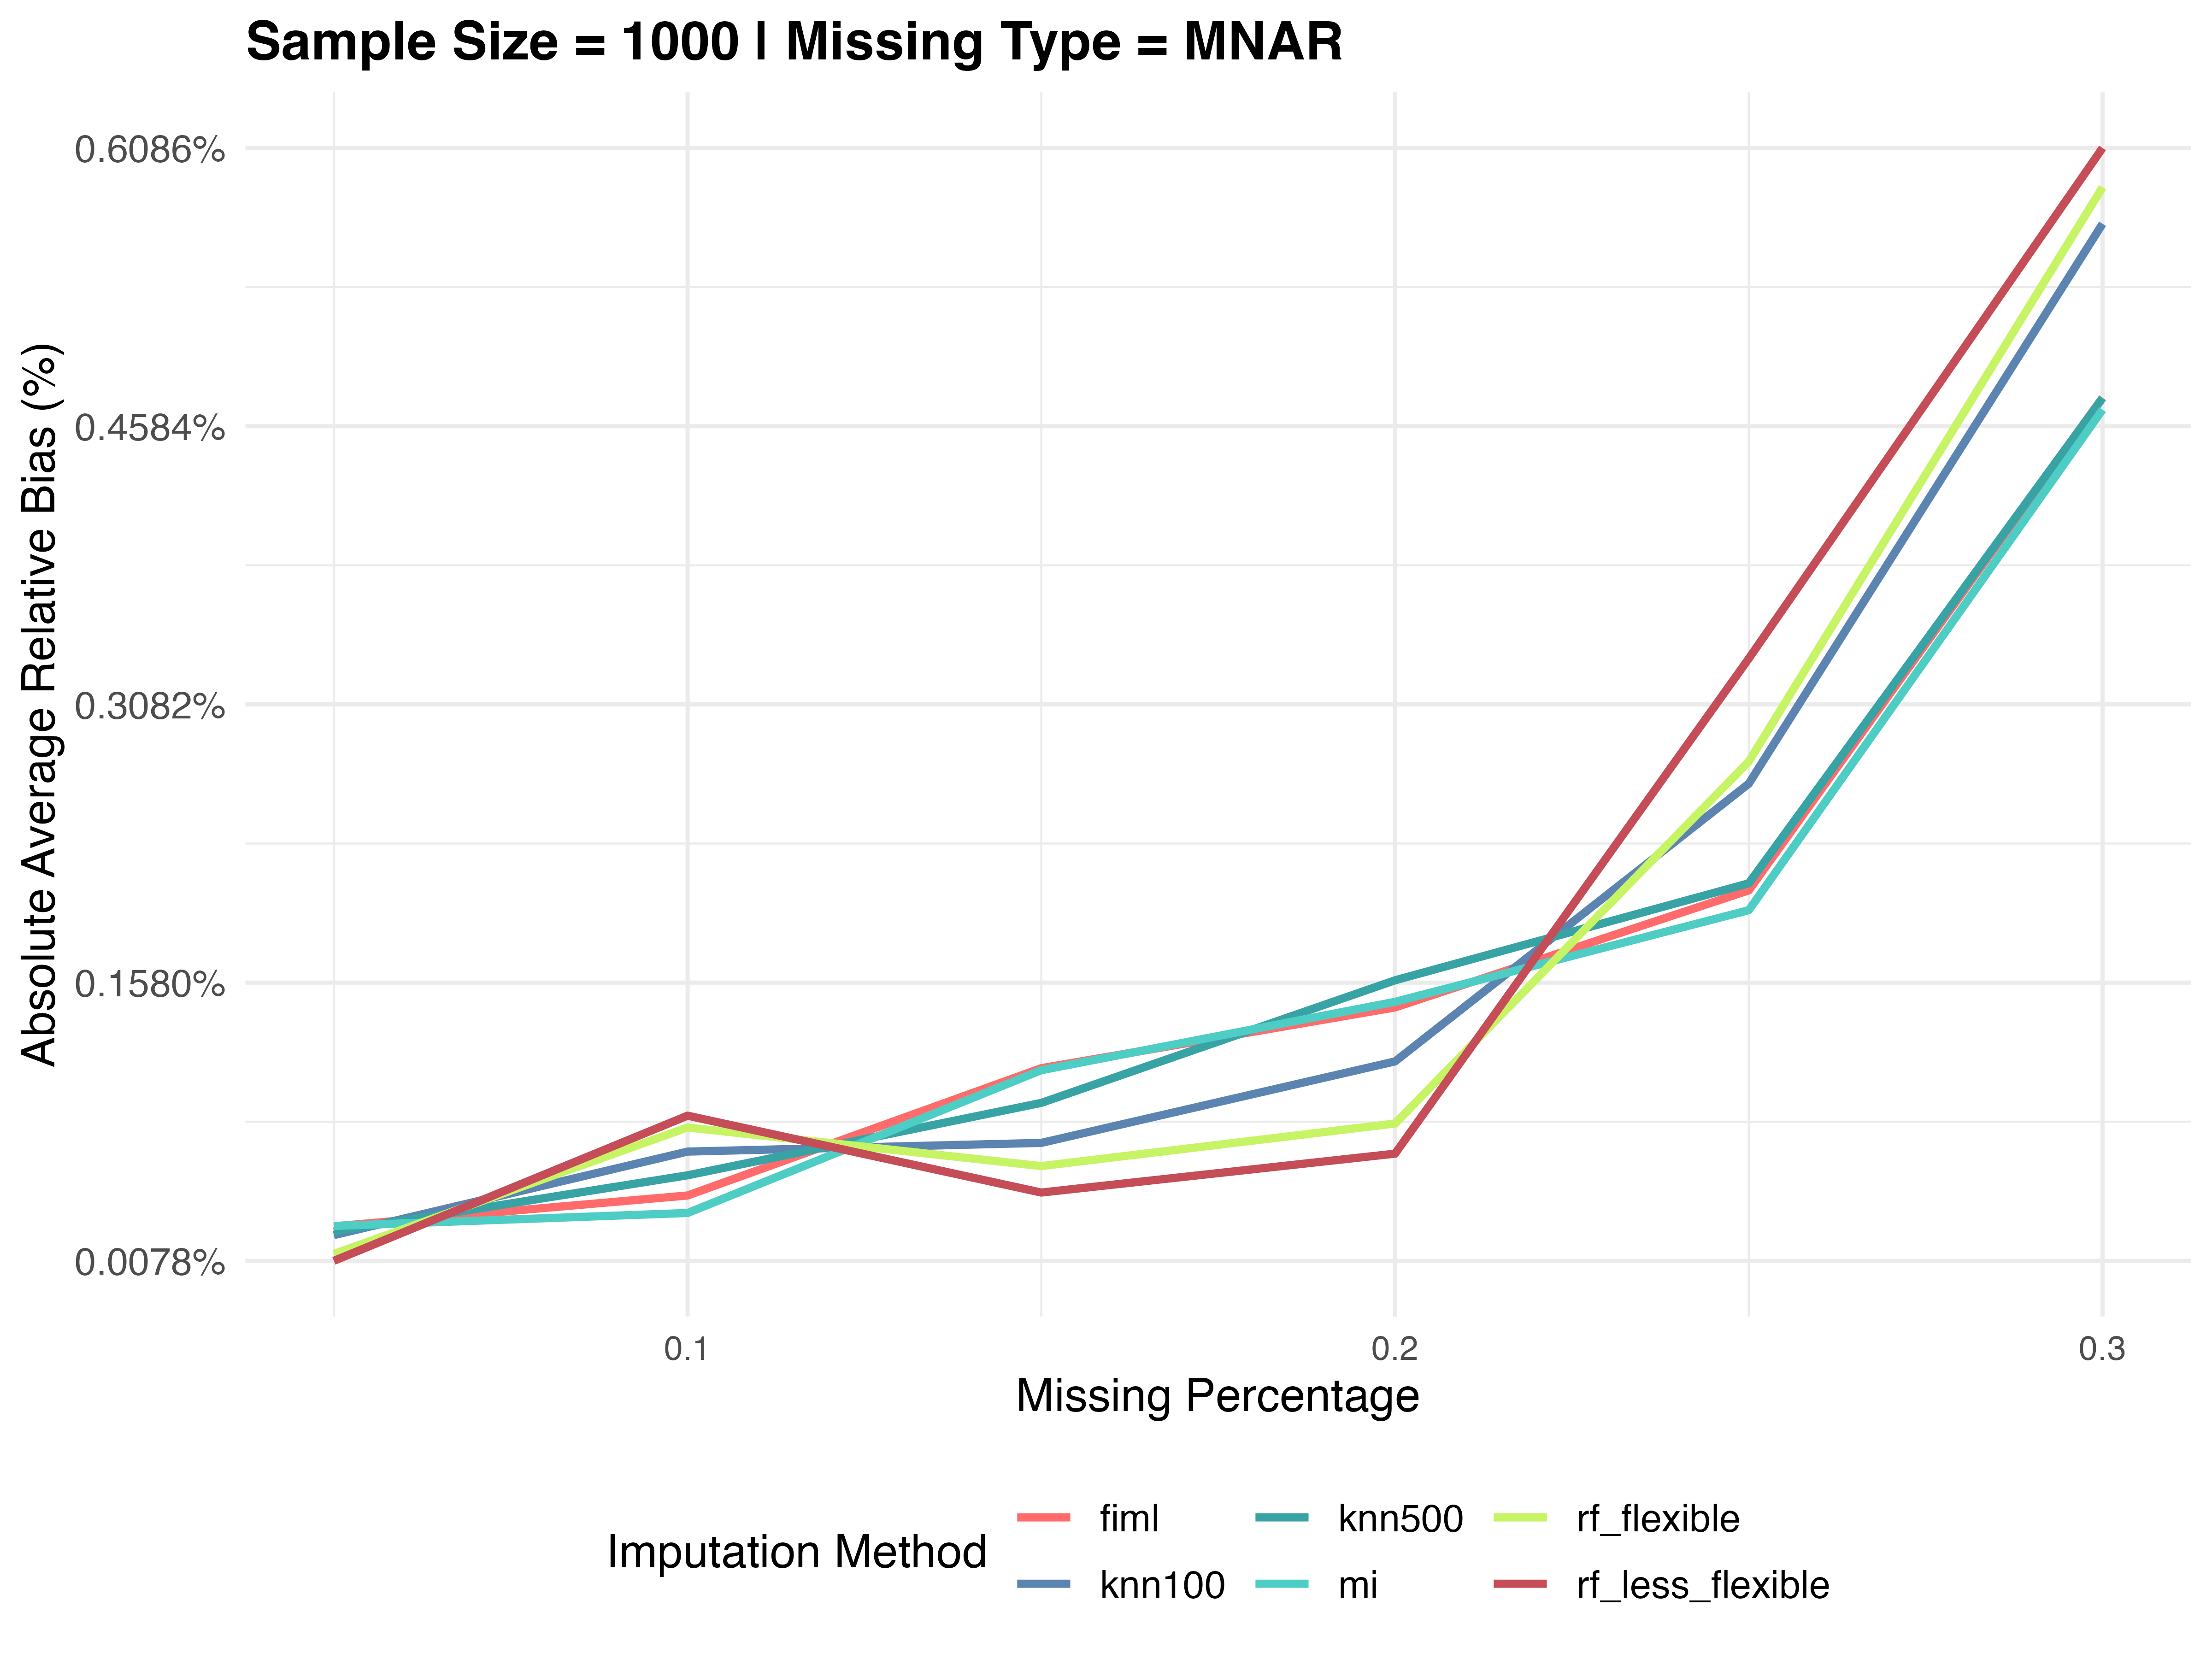 Sample Size = 1000 | Missing Type = MNAR
Absolute Average Relative Bias (%)
0.6086%
0.4584%
0.3082%
0.1580%
0.0078%
0.1 0.2 0.3
Missing Percentage
Imputation Method
fiml knn500 rf_flexible
knn100 mi rf_less_flexible